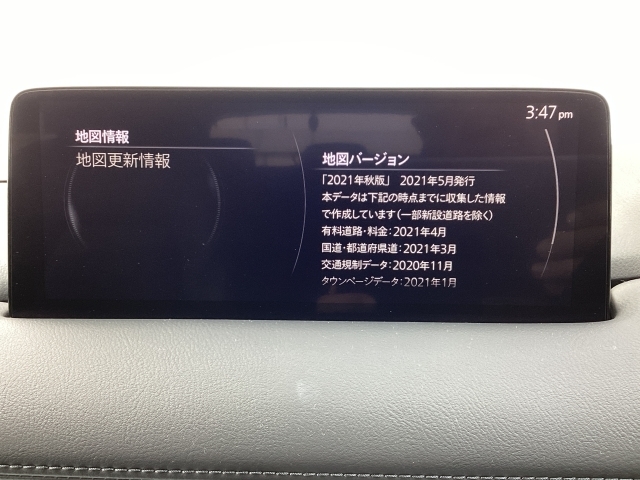 3:47 pm
地図情報
地図更新情報
地図バージョン
「2021年秋版」 2021年5月発行
本データは下記の時点までに収集した情報
で作成しています(一部新設道路を除く)
有料道路・料金:2021年4月
国道・都道府県道:2021年3月
交通規制データ:2020年11月
タウンページデータ:2021年1月